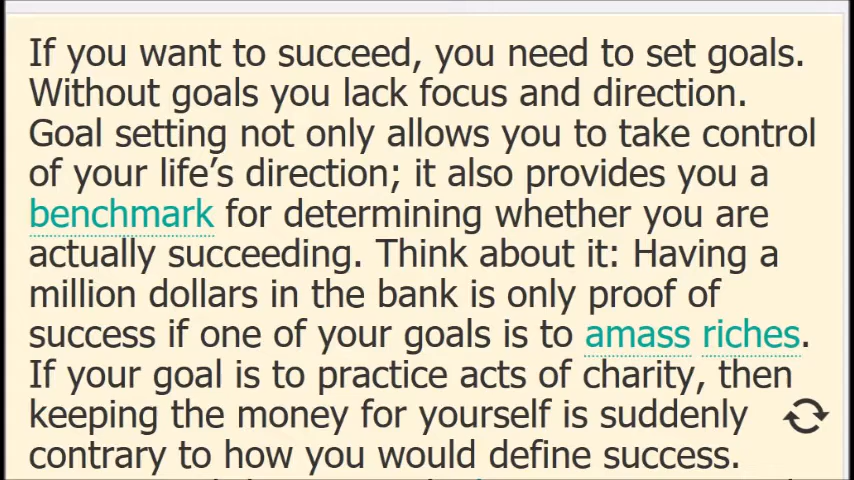 If you want to succeed, you need to set goals.
Without goals you lack focus and direction.
Goal setting not only allows you to take control
of your life’s direction; it also provides you a
benchmark for determining whether you are
actually succeeding. Think about it: Having a
million dollars in the bank is only proof of
success if one of your goals is to amass riches.
If your goal is to practice acts of charity, then
keeping the money for yourself is suddenly
contrary to how you would define success.